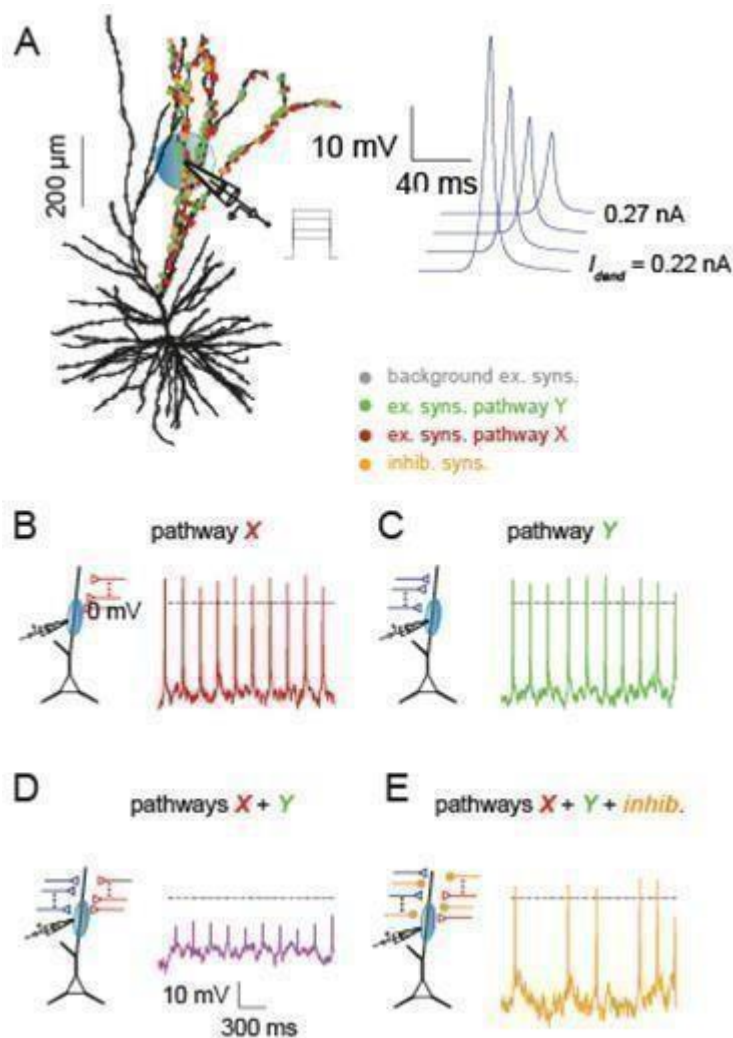 A
200 µm
10 mV
40 ms
0.27 nA
I_dend = 0.22 nA
background ex. syns.
ex. syns. pathway Y
ex. syns. pathway X
inhib. syns.
B
pathway X
0 mV
C
pathway Y
D
pathways X + Y
10 mV
300 ms
E
pathways X + Y + inhib.